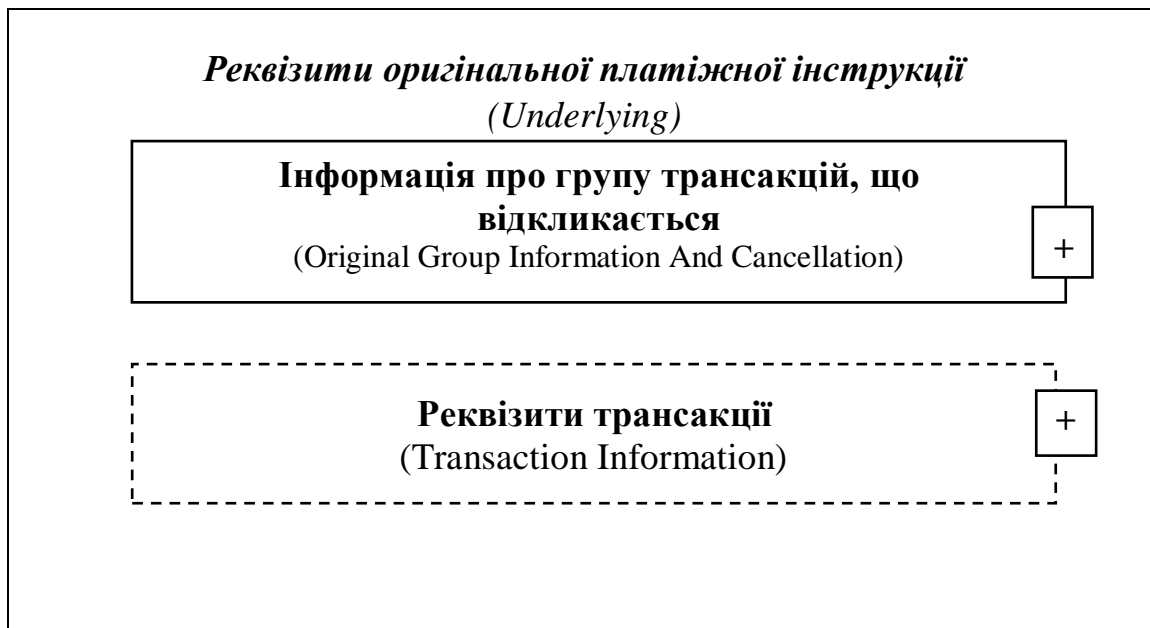 Реквізити оригінальної платіжної інструкції
(Underlying)
Інформація про групу трансакцій, що
відкликається
(Original Group Information And Cancellation)
+
Реквізити трансакції
(Transaction Information)
+